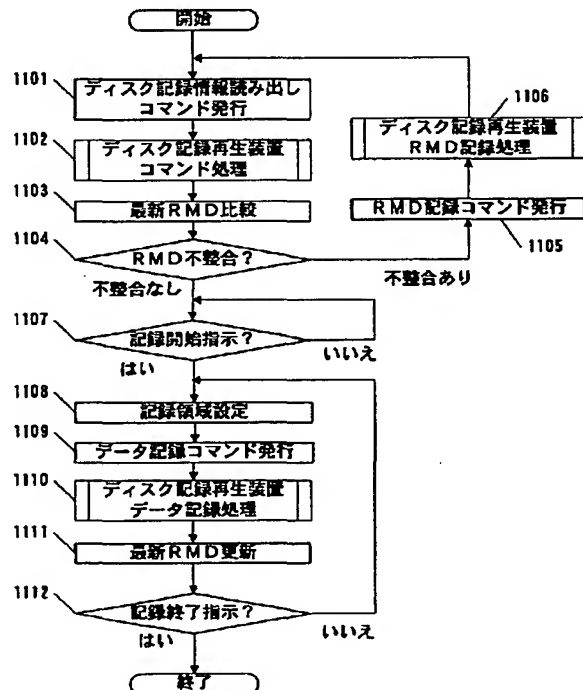 開始
1101
ディスク記録情報読み出し
コマンド発行
1102
ディスク記録再生装置
コマンド処理
1103
最新RMD比較
1104
RMD不整合?
不整合なし
不整合あり
1106
ディスク記録再生装置
RMD記録処理
RMD記録コマンド発行
1105
1107
記録開始指示?
はい
いいえ
1108
記録領域設定
1109
データ記録コマンド発行
1110
ディスク記録再生装置
データ記録処理
1111
最新RMD更新
1112
記録終了指示?
はい
いいえ
終了